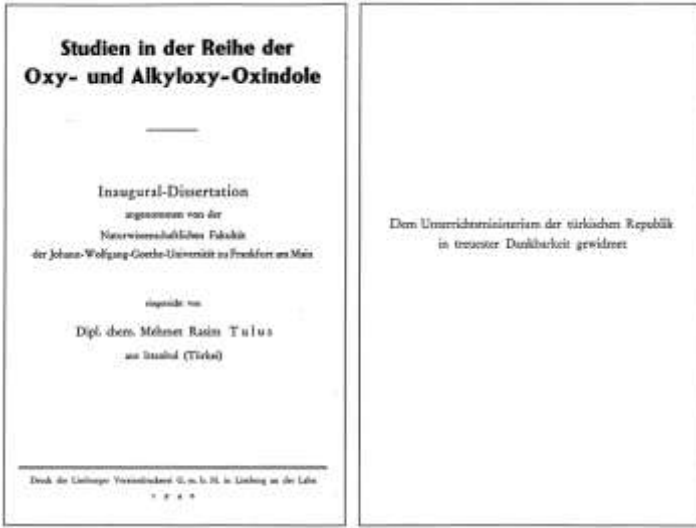 Studien in der Reihe der
Oxy- und Alkyloxy-Oxindole
Inaugural-Dissertation
angenommen von der
Naturwissenschaftlichen Fakultät
der Johann-Wolfgang-Goethe-Universität zu Frankfurt am Main
eingereicht von
Dipl. chem. Mehmet Rasim Tulus
aus Istanbul (Türkei)
Druck der Limburger Vereinsdruckerei G. m. b. H. in Limburg an der Lahn
Dem Unterrichtsministerium der türkischen Republik
in treuester Dankbarkeit gewidmet